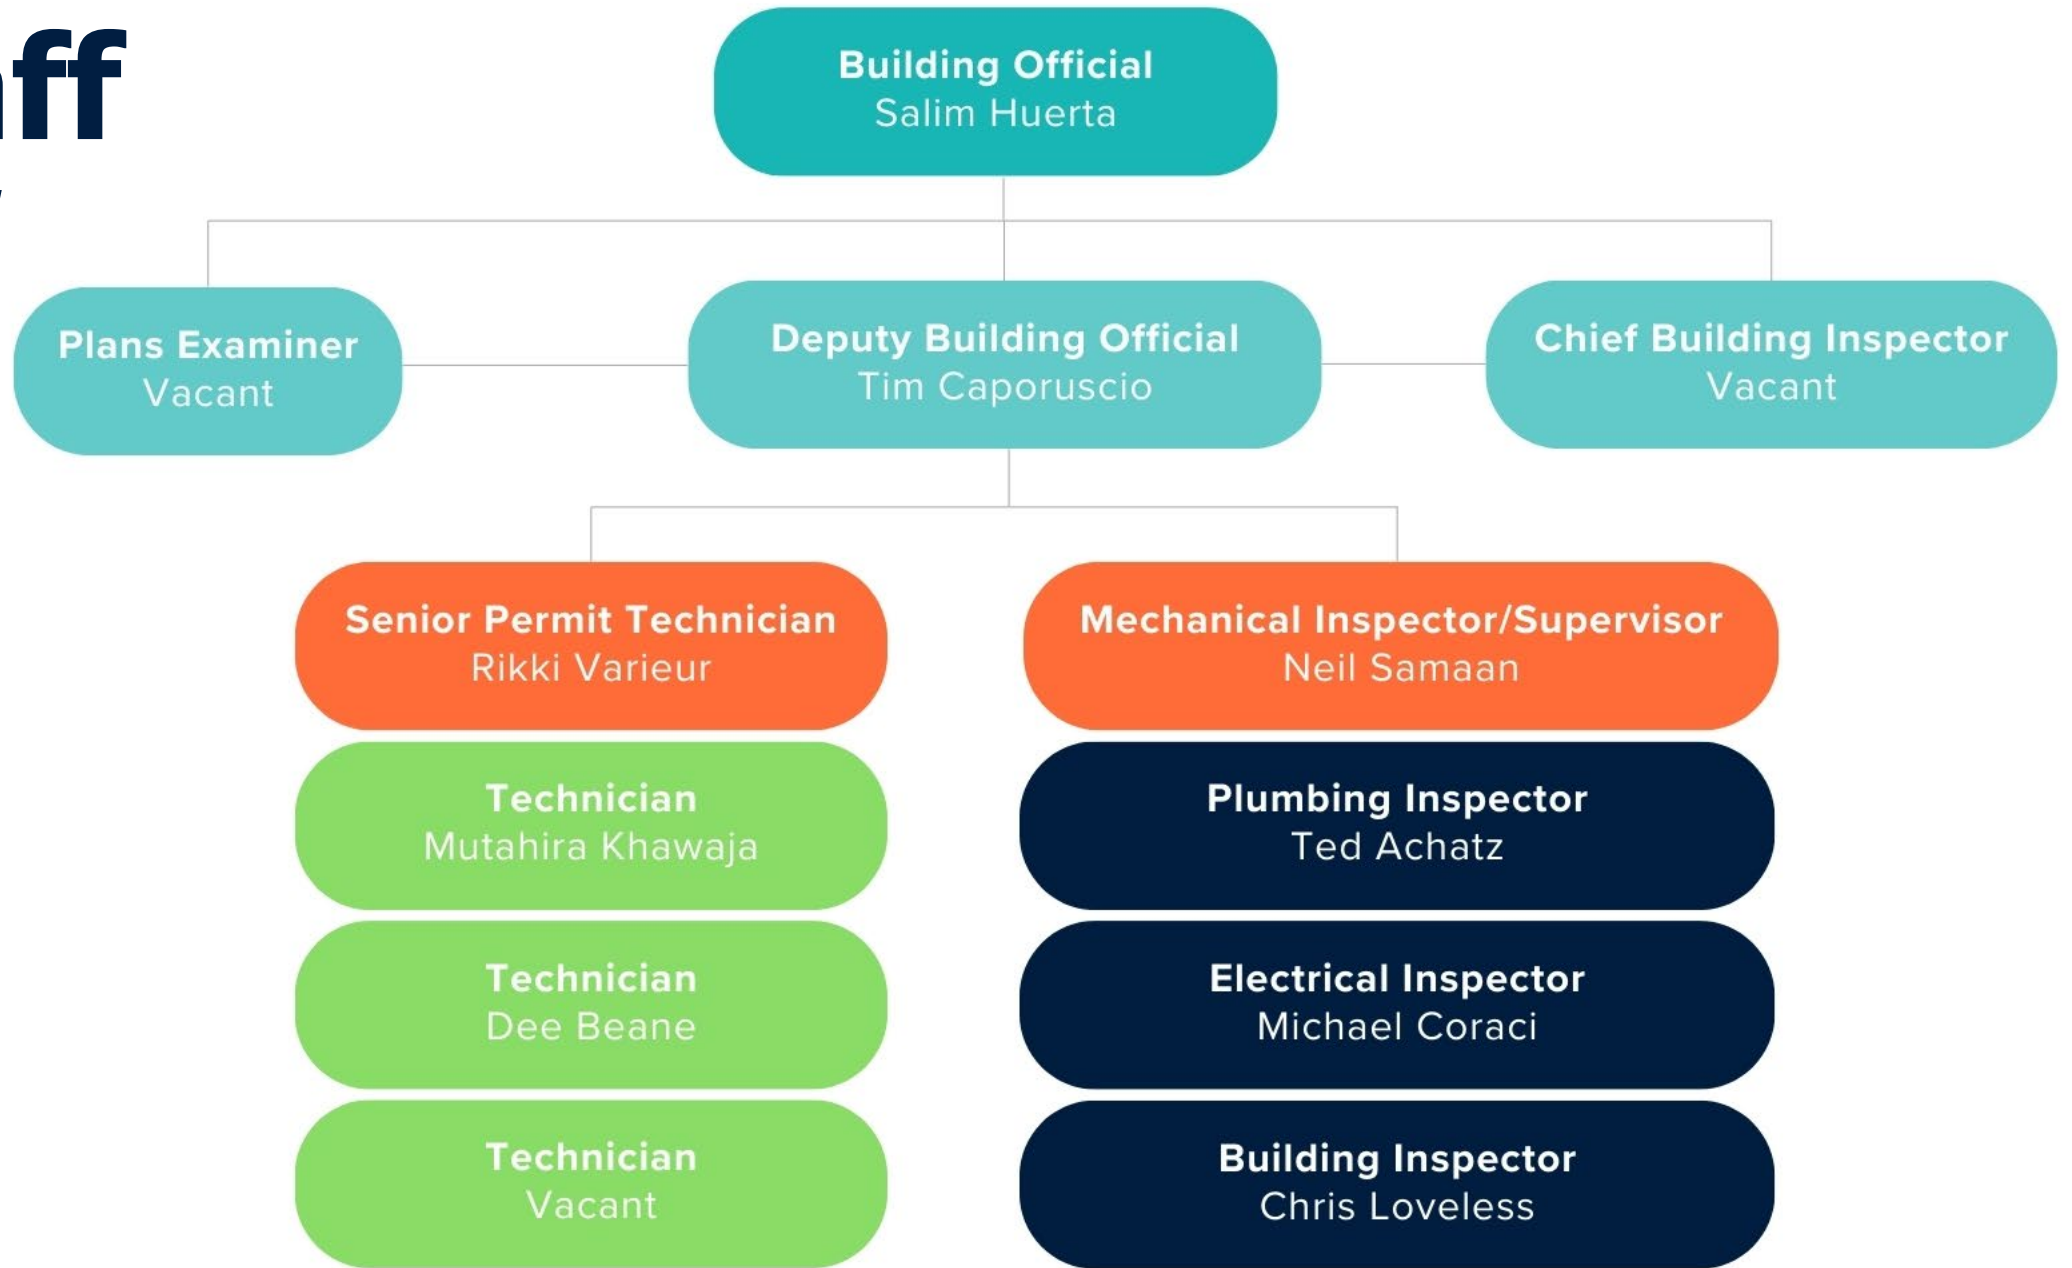 Building Official
Salim Huerta
Plans Examiner
Vacant
Deputy Building Official
Tim Caporuscio
Chief Building Inspector
Vacant
Senior Permit Technician
Rikki Varieur
Mechanical Inspector/Supervisor
Neil Samaan
Technician
Mutahira Khawaja
Plumbing Inspector
Ted Achatz
Technician
Dee Beane
Electrical Inspector
Michael Coraci
Technician
Vacant
Building Inspector
Chris Loveless